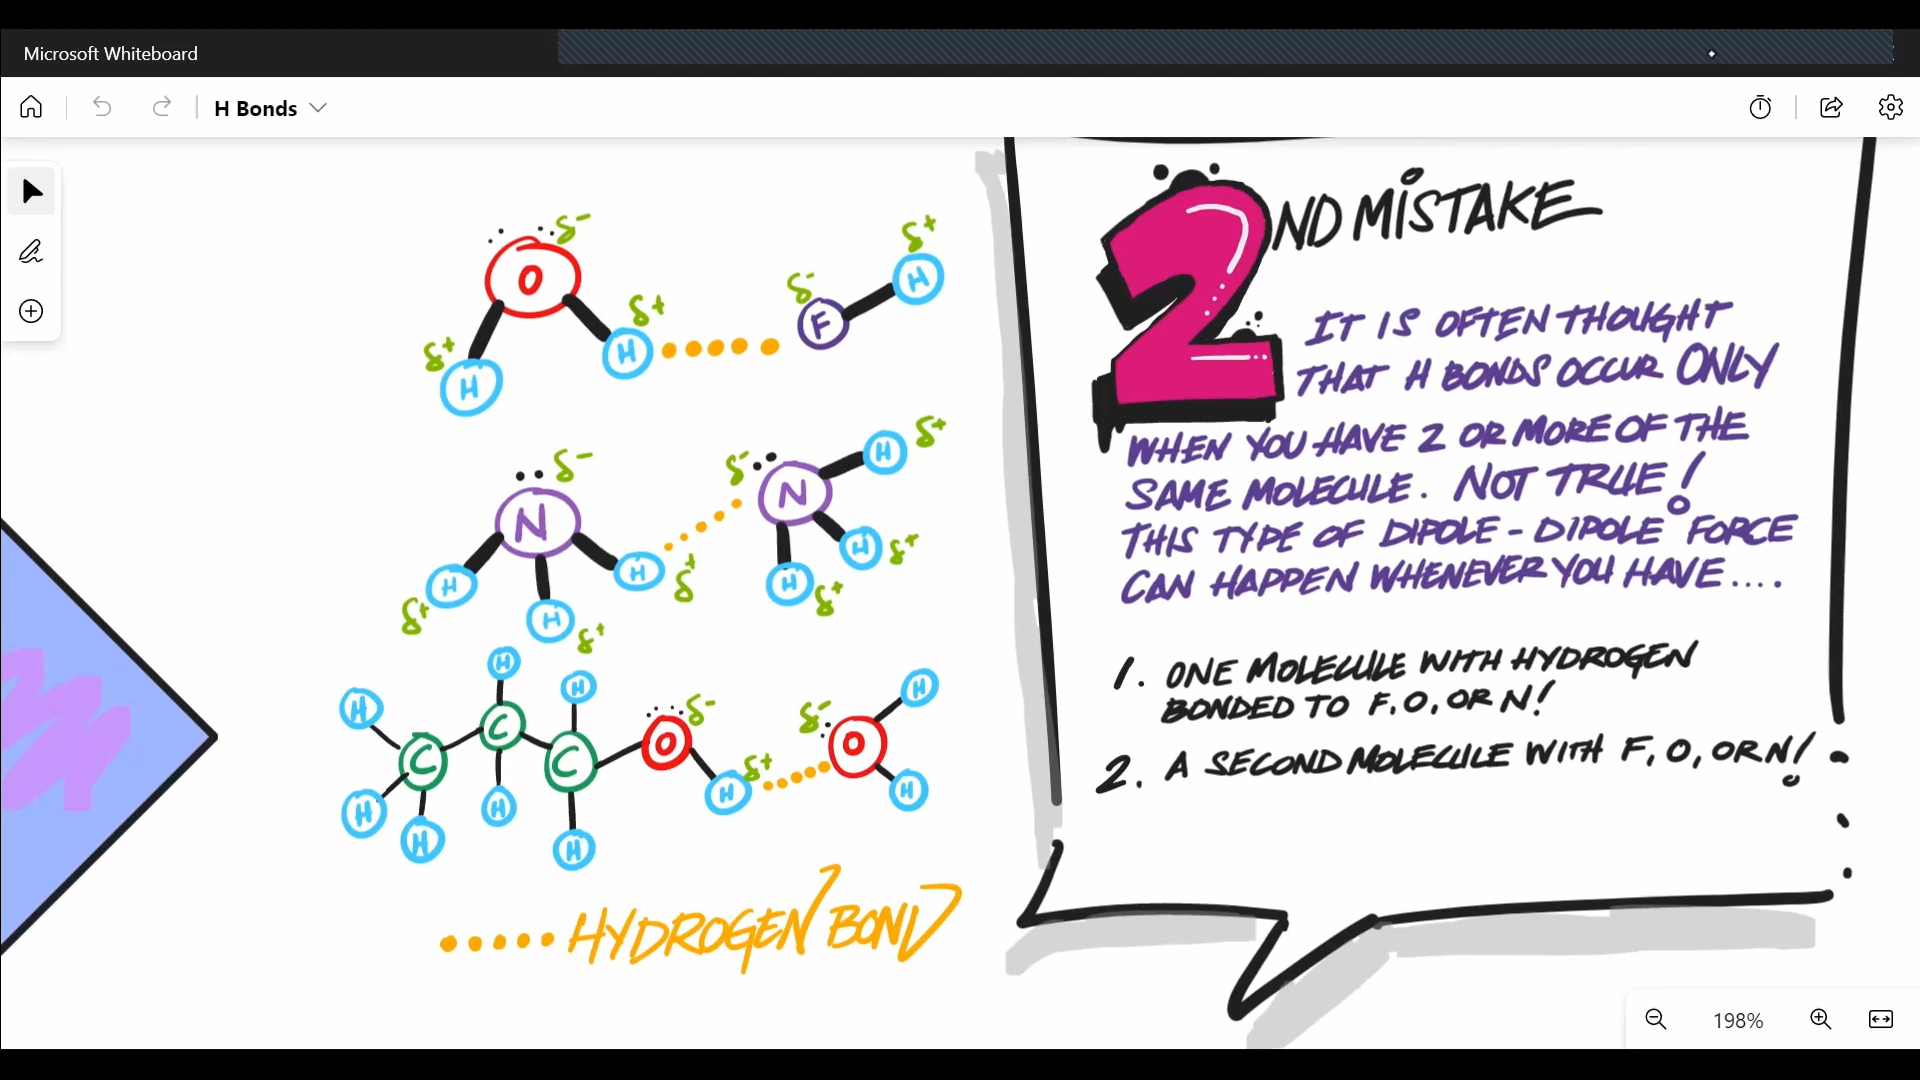 Microsoft Whiteboard
H Bonds
2ND MISTAKE
IT IS OFTEN THOUGHT
THAT H BONDS OCCUR ONLY
WHEN YOU HAVE 2 OR MORE OF THE
SAME MOLECULE. NOT TRUE!
THIS TYPE OF DIPOLE - DIPOLE FORCE
CAN HAPPEN WHENEVER YOU HAVE....
1. ONE MOLECULE WITH HYDROGEN
BONDED TO F, O, OR N!
2. A SECOND MOLECULE WITH F, O, OR N!
δ-
O
δ+
H
δ+
H
δ-
F
δ+
H
δ-
N
H
δ+
H
δ+
H
δ+
δ-
N
H
δ+
H
δ+
H
δ+
H
H
H
C
H
C
H
H
C
H
O
δ-
H
δ+
δ-
O
H
H
HYDROGEN BOND
198%